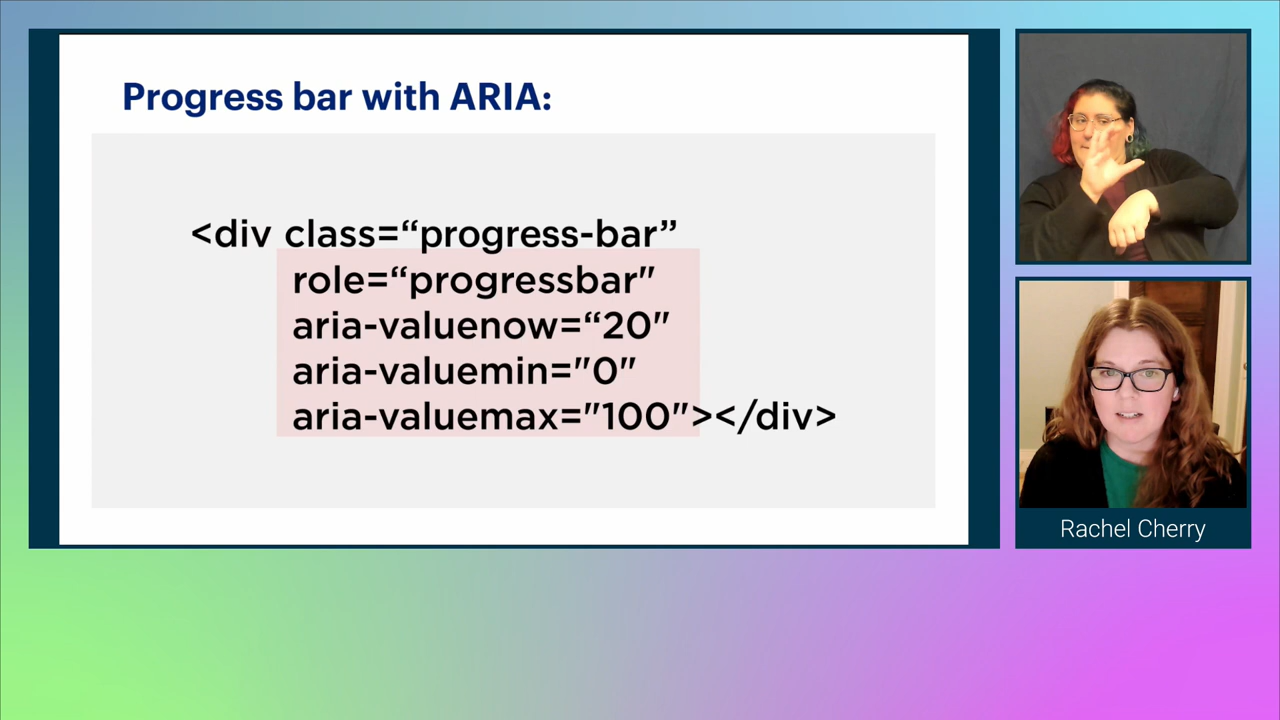 Progress bar with ARIA:
<div class=“progress-bar”
role=“progressbar"
aria-valuenow=“20"
aria-valuemin="0"
aria-valuemax="100"></div>
Rachel Cherry